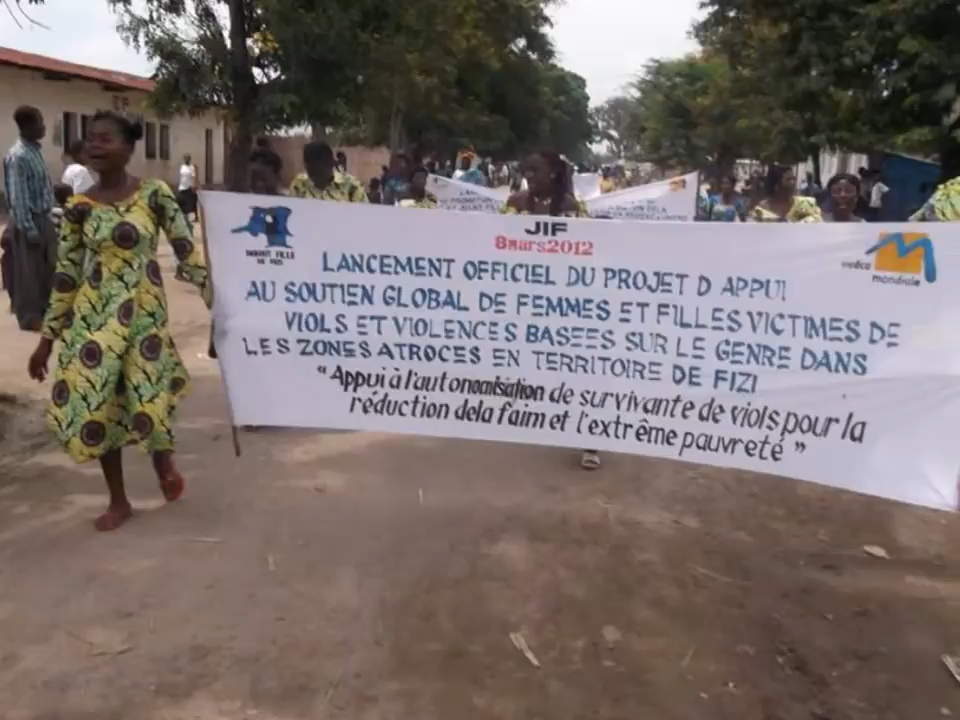 JIF
8mars2012
FILLE
medica
mondiale
LANCEMENT OFFICIEL DU PROJET D APPUI
AU SOUTIEN GLOBAL DE FEMMES ET FILLES VICTIMES DE
VIOLS ET VIOLENCES BASEES SUR LE GENRE DANS
LES ZONES ATROCES EN TERRITOIRE DE FIZI
"Appui à l'autonomisation de survivante de viols pour la
réduction dela faim et l'extrême pauvreté"